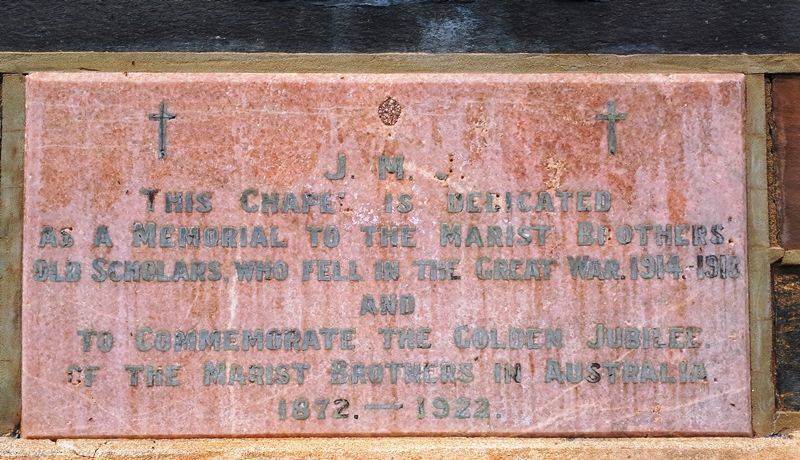 J. M. J
THIS CHAPEL IS DEDICATED
AS A MEMORIAL TO THE MARIST BROTHERS
OLD SCHOLARS, WHO FELL IN THE GREAT WAR. 1914-1918
AND
TO COMMEMORATE THE GOLDEN JUBILEE.
OF THE MARIST BROTHERS IN AUSTRALIA.
1872. — 1922.